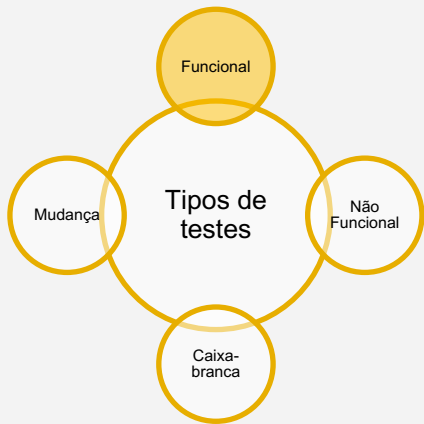 Funcional
Mudança
Tipos de
testes
Não
Funcional
Caixa-
branca